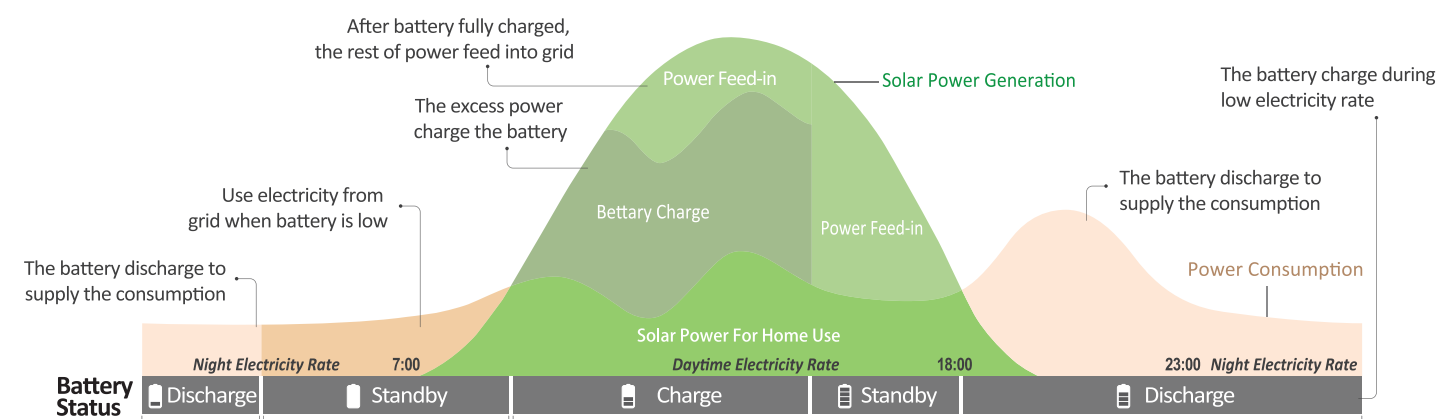 After battery fully charged,
the rest of power feed into grid
Power Feed-in
Solar Power Generation
The battery charge during
low electricity rate
The excess power
charge the battery
Use electricity from
grid when battery is low
Bettary Charge
Power Feed-in
The battery discharge to
supply the consumption
The battery discharge to
supply the consumption
Power Consumption
Solar Power For Home Use
Night Electricity Rate 7:00 Daytime Electricity Rate 18:00 23:00 Night Electricity Rate
Battery
Status
Discharge Standby Charge Standby Discharge